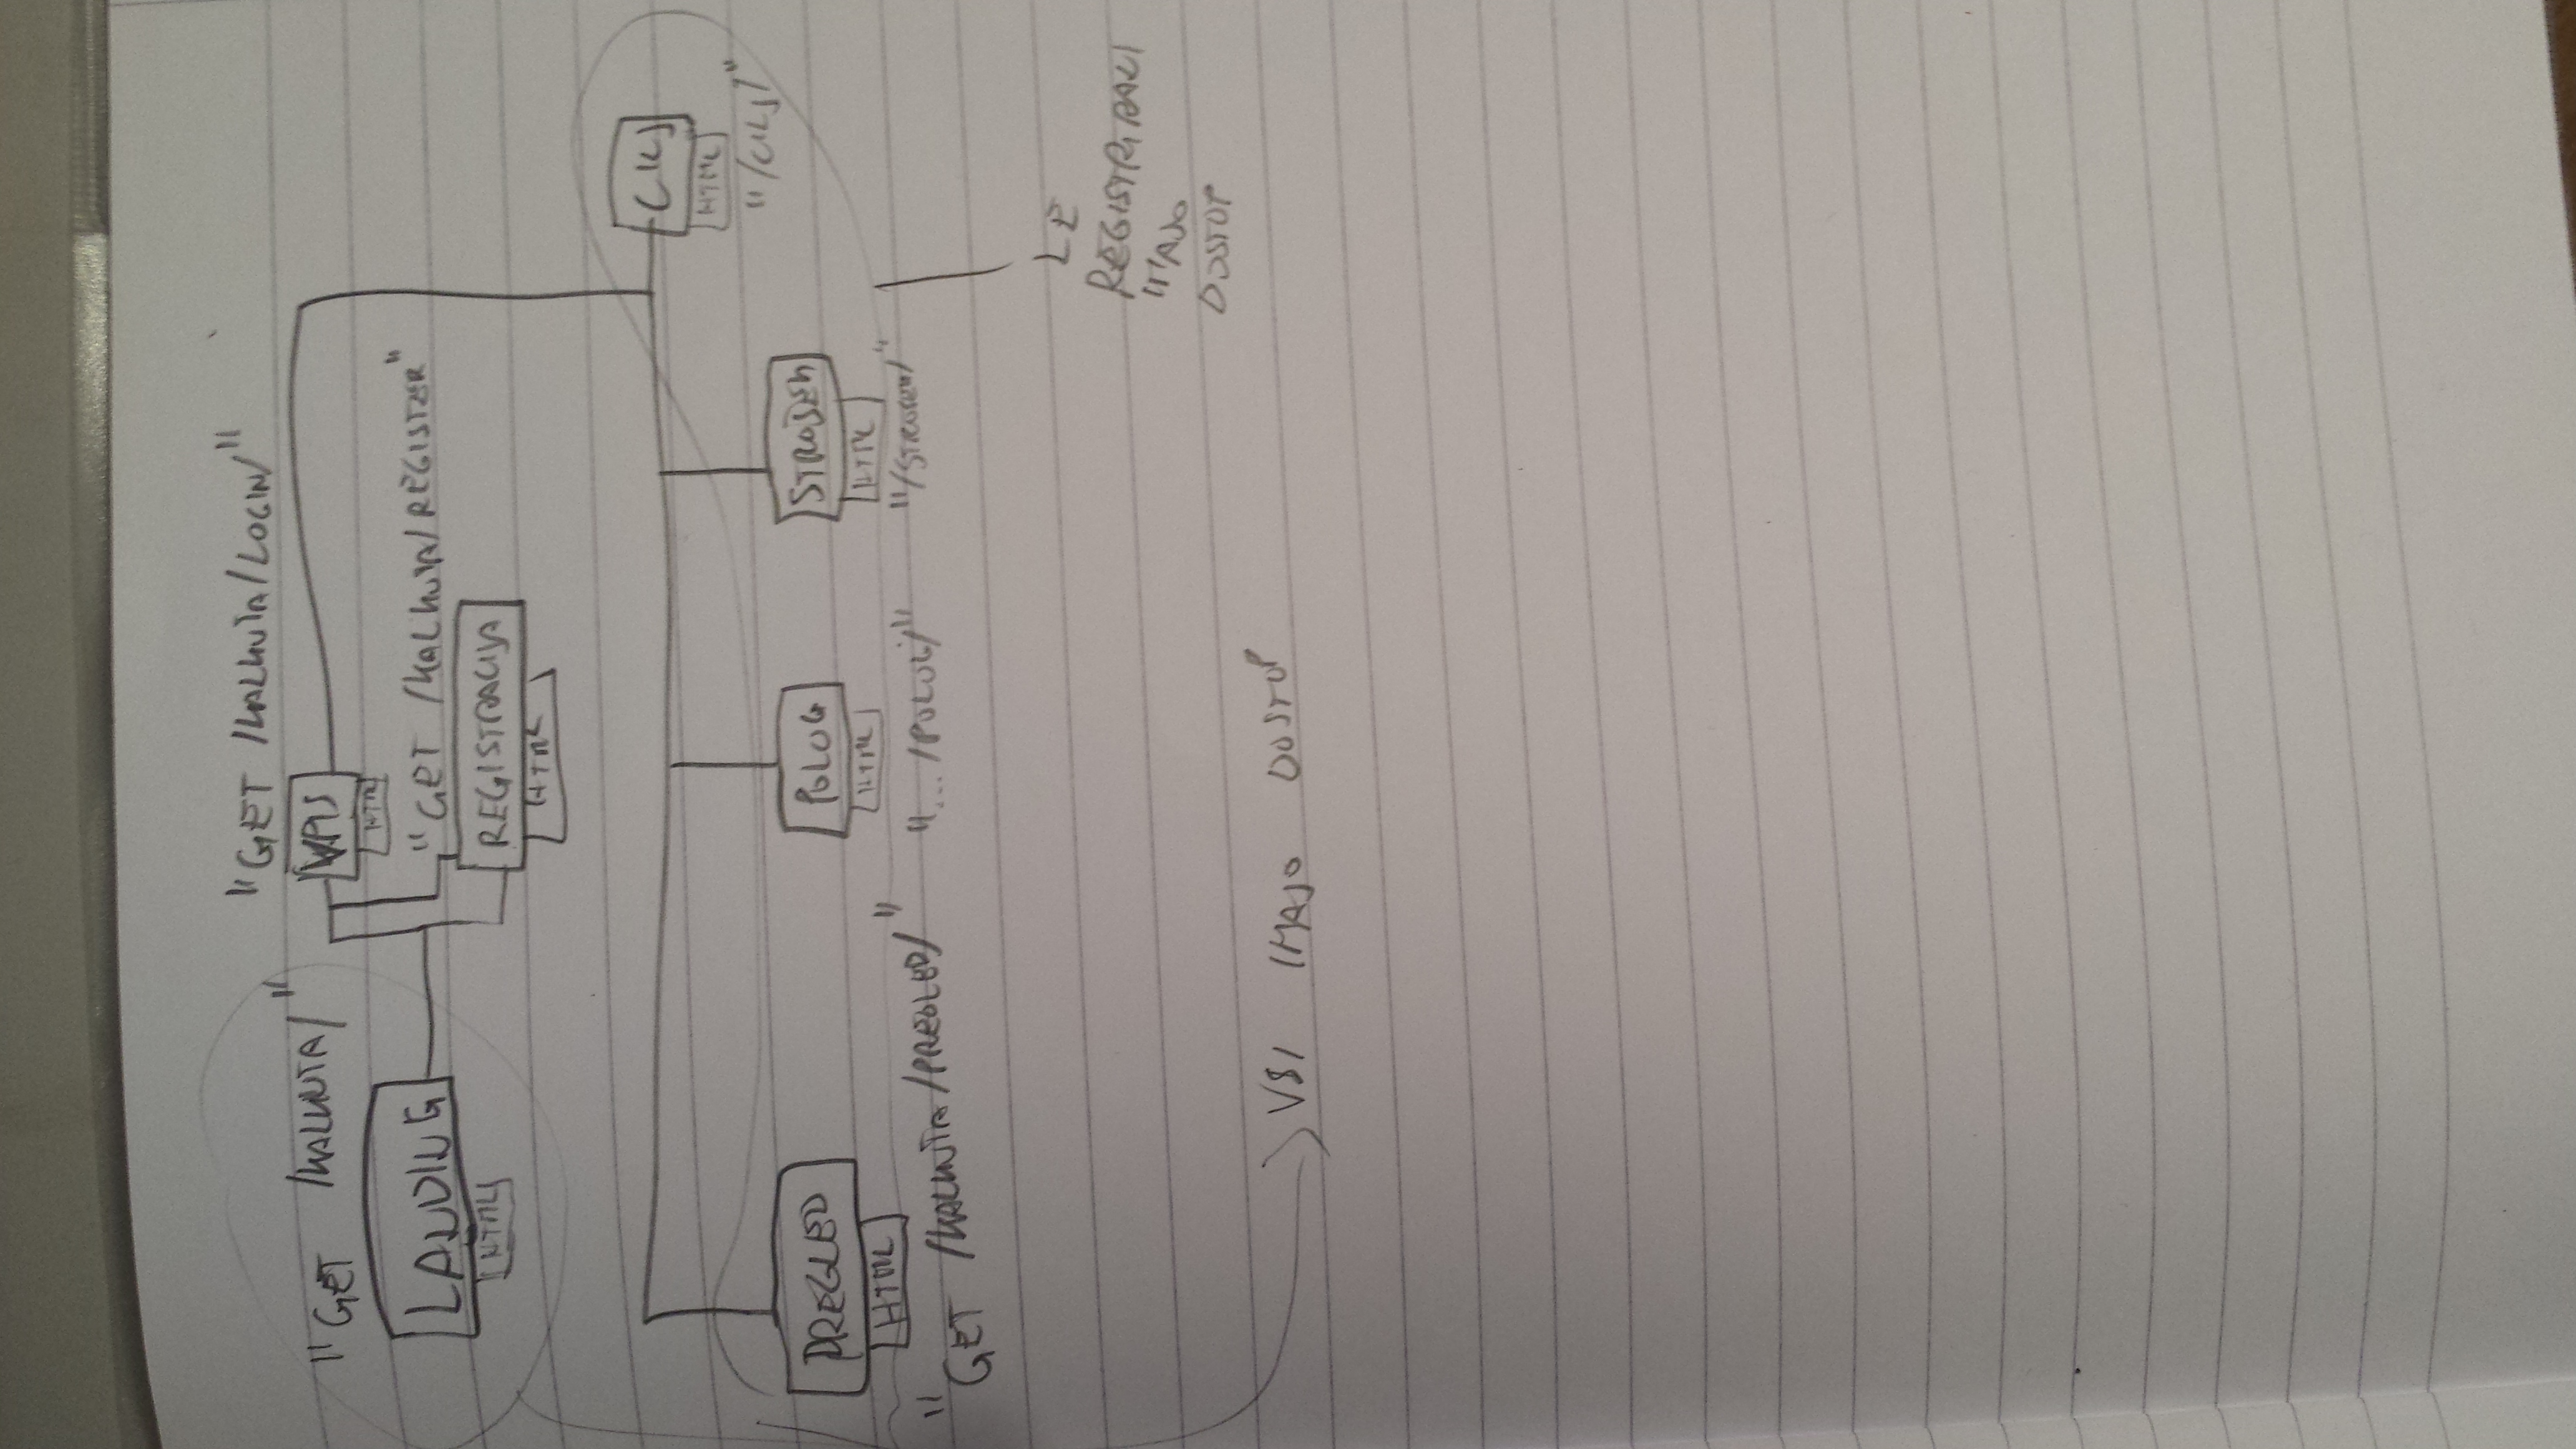 "GET /KALKUTA/LOGIN/"
"GET /KALKUTA/"
VPIS
HTML
"GET /KALKUTA/REGISTER"
LANDING
HTML
REGISTRACIJA
HTML
CILJ
HTML
"/CILJ/"
PREGLED
HTML
"GET /KALKUTA/PREGLED/"
POLOG
HTML
"... /POLOG/"
STROŠEK
HTML
"/STROŠEK/"
LE
REGISTRIRANI
IMAJO
DOSTOP
VSI IMAJO DOSTOP